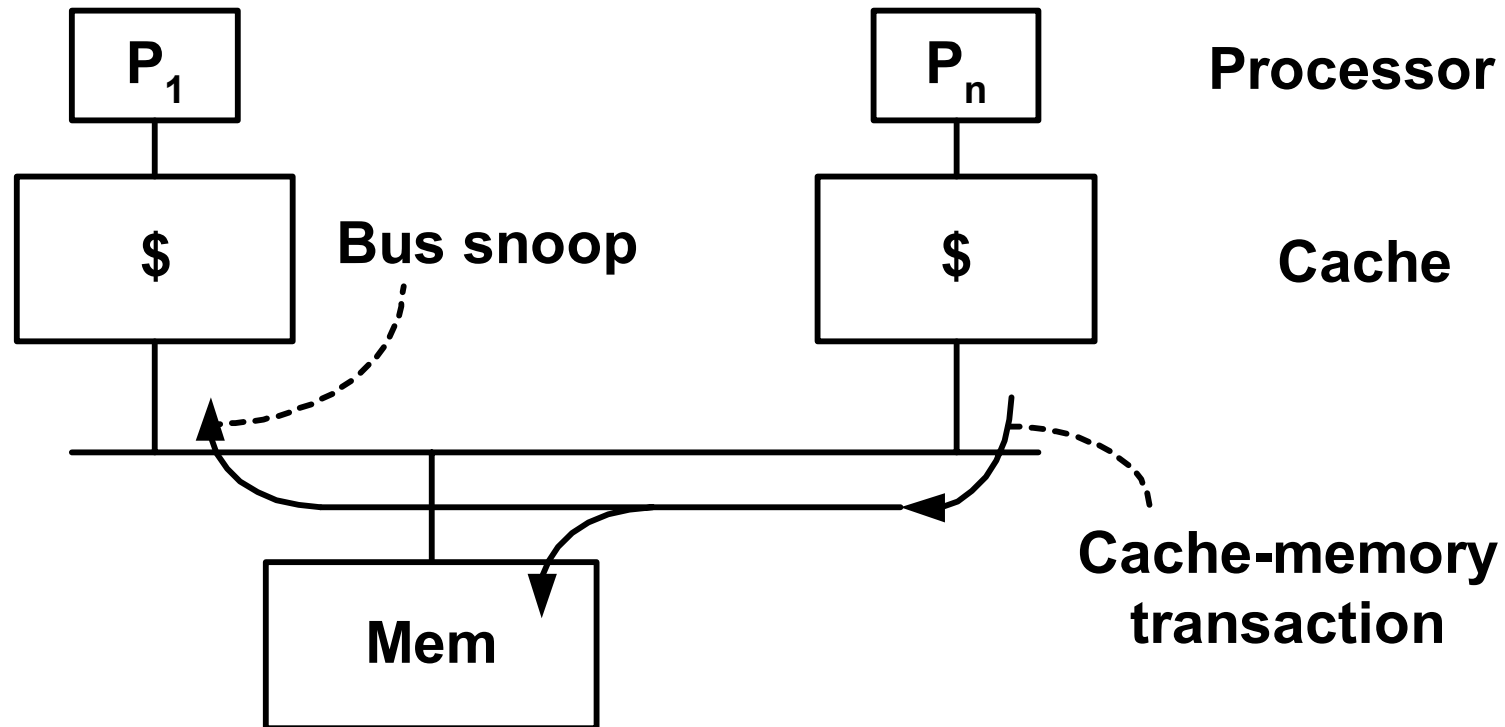 P1
Pn
Processor
$
Bus snoop
$
Cache
Cache-memory
transaction
Mem